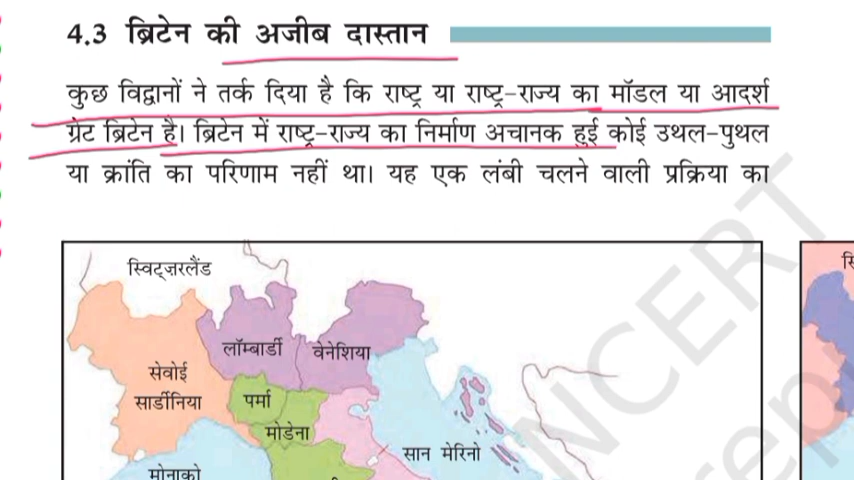 4.3 ब्रिटेन की अजीब दास्तान
कुछ विद्वानों ने तर्क दिया है कि राष्ट्र या राष्ट्र-राज्य का मॉडल या आदर्श
ग्रेट ब्रिटेन है। ब्रिटेन में राष्ट्र-राज्य का निर्माण अचानक हुई कोई उथल-पुथल
या क्रांति का परिणाम नहीं था। यह एक लंबी चलने वाली प्रक्रिया का
स्विट्ज़रलैंड
लॉम्बार्डी वेनेशिया
सेवोई
सार्डीनिया
पर्मा
मोडेना
सान मेरिनो
मोनाको
NCERT